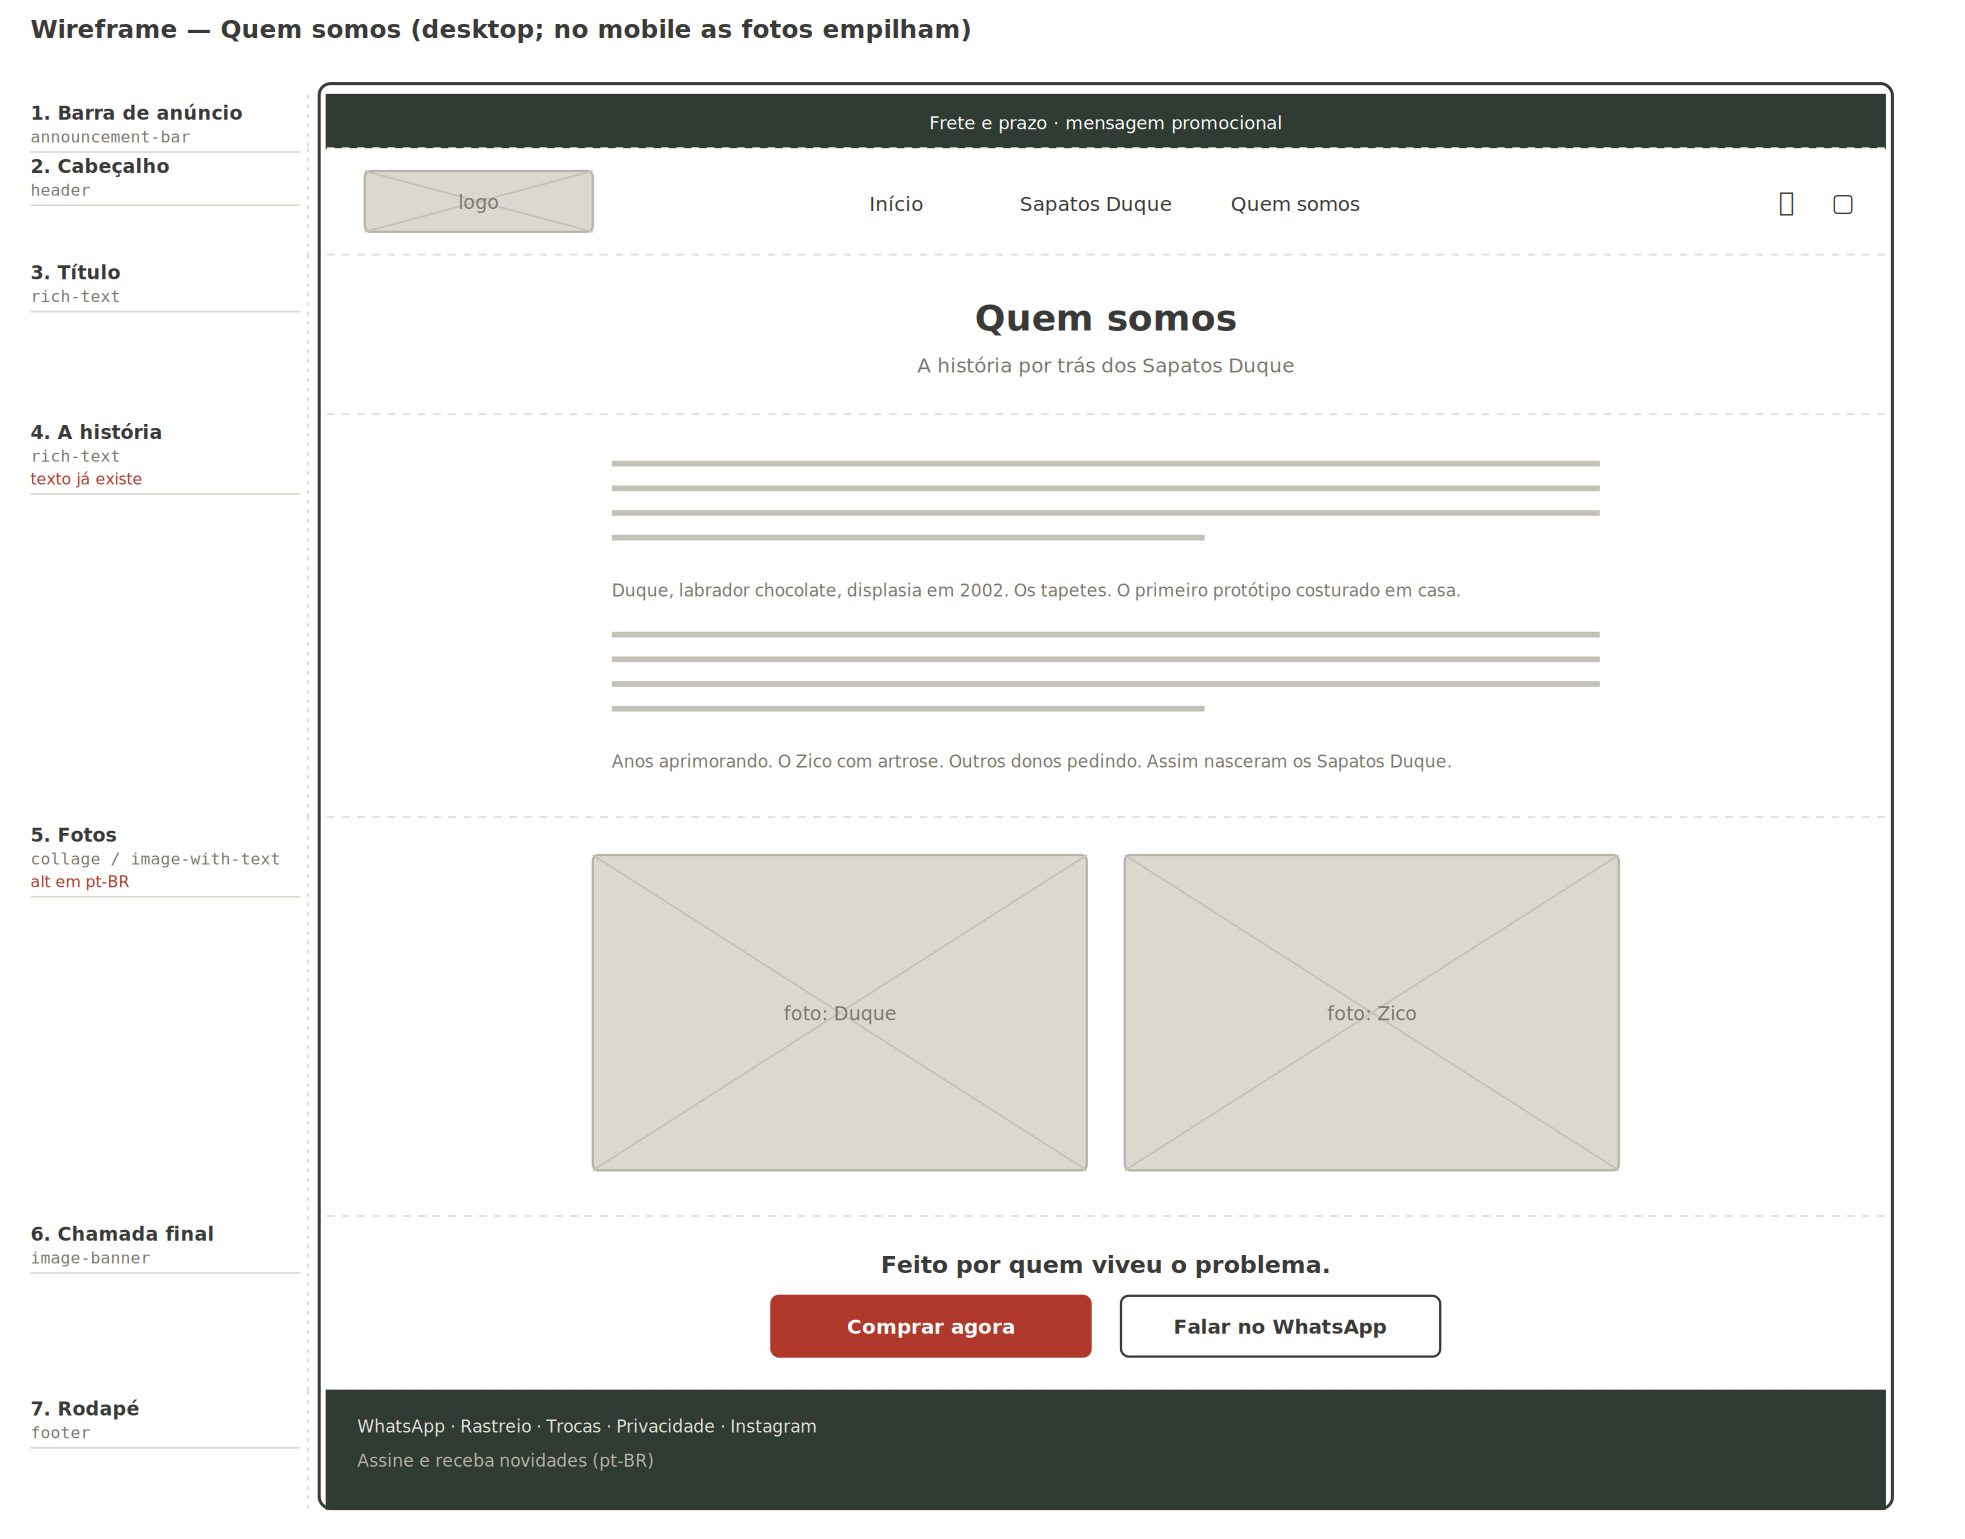 Wireframe — Quem somos (desktop; no mobile as fotos empilham)
1. Barra de anúncio
announcement-bar
Frete e prazo · mensagem promocional
2. Cabeçalho
header
logo
Início
Sapatos Duque
Quem somos
3. Título
rich-text
Quem somos
A história por trás dos Sapatos Duque
4. A história
rich-text
texto já existe
Duque, labrador chocolate, displasia em 2002. Os tapetes. O primeiro protótipo costurado em casa.
Anos aprimorando. O Zico com artrose. Outros donos pedindo. Assim nasceram os Sapatos Duque.
5. Fotos
collage / image-with-text
alt em pt-BR
foto: Duque
foto: Zico
6. Chamada final
image-banner
Feito por quem viveu o problema.
Comprar agora
Falar no WhatsApp
7. Rodapé
footer
WhatsApp · Rastreio · Trocas · Privacidade · Instagram
Assine e receba novidades (pt-BR)